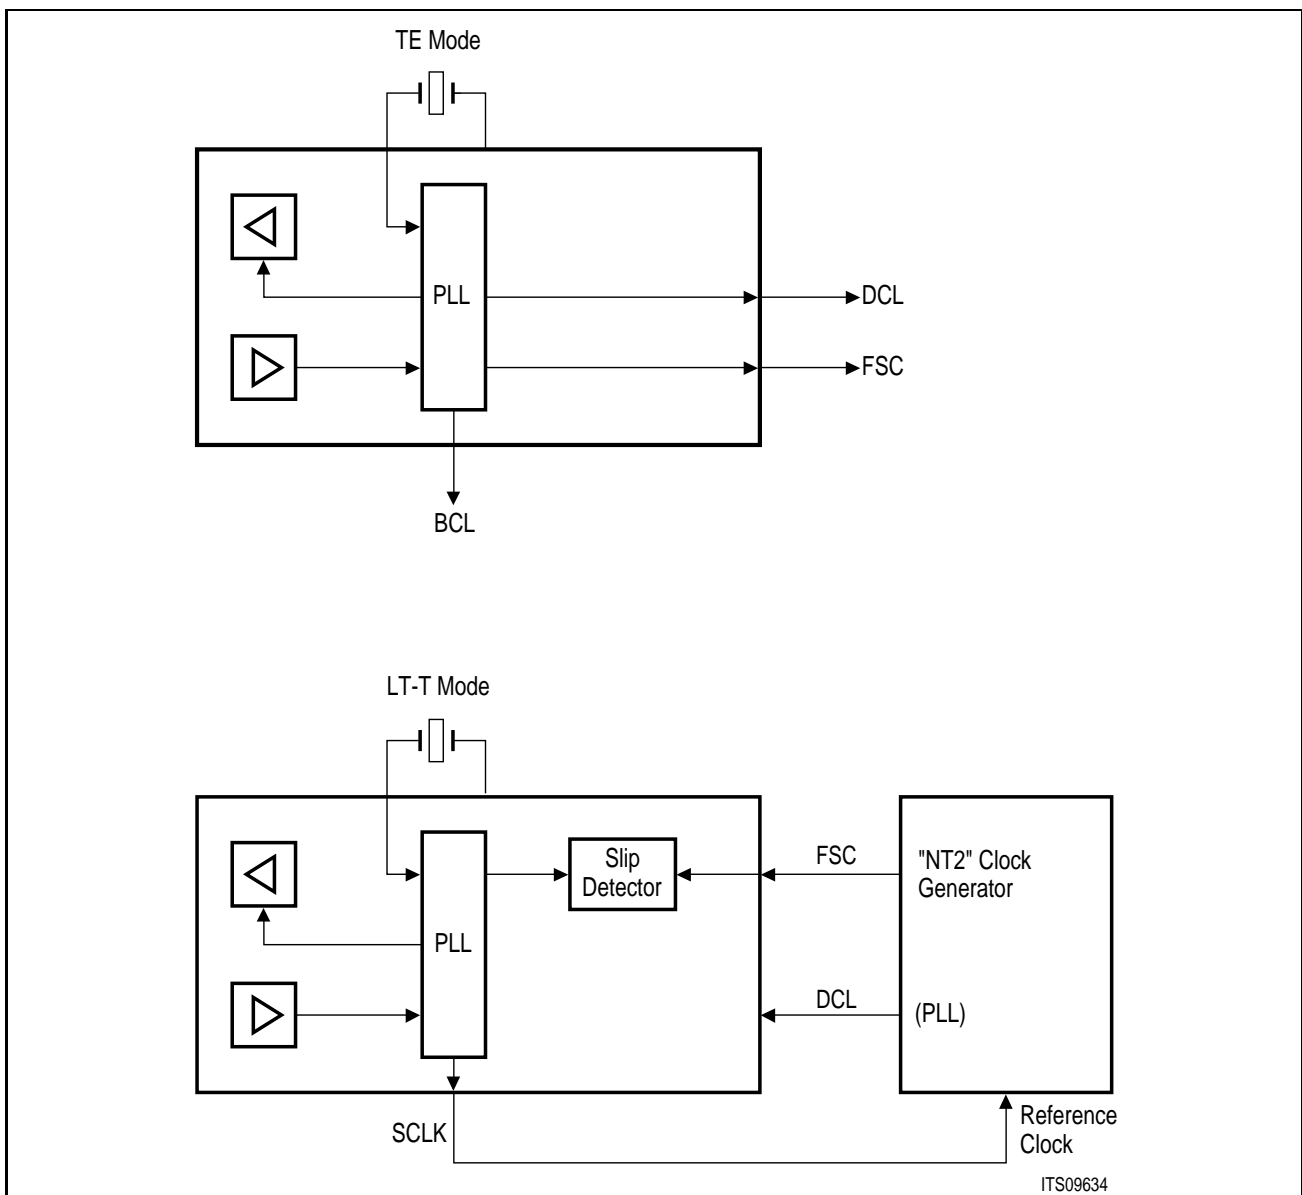 TE Mode
PLL
DCL
FSC
BCL
LT-T Mode
Slip
Detector
FSC
"NT2" Clock
Generator
PLL
DCL
(PLL)
SCLK
Reference
Clock
ITS09634